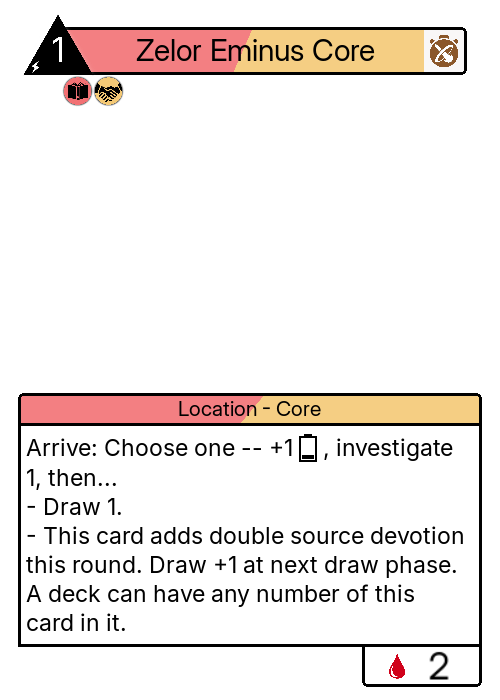 1
Zelor Eminus Core
Location - Core
Arrive: Choose one -- +1 , investigate
1, then...
- Draw 1.
- This card adds double source devotion
this round. Draw +1 at next draw phase.
A deck can have any number of this
card in it.
2